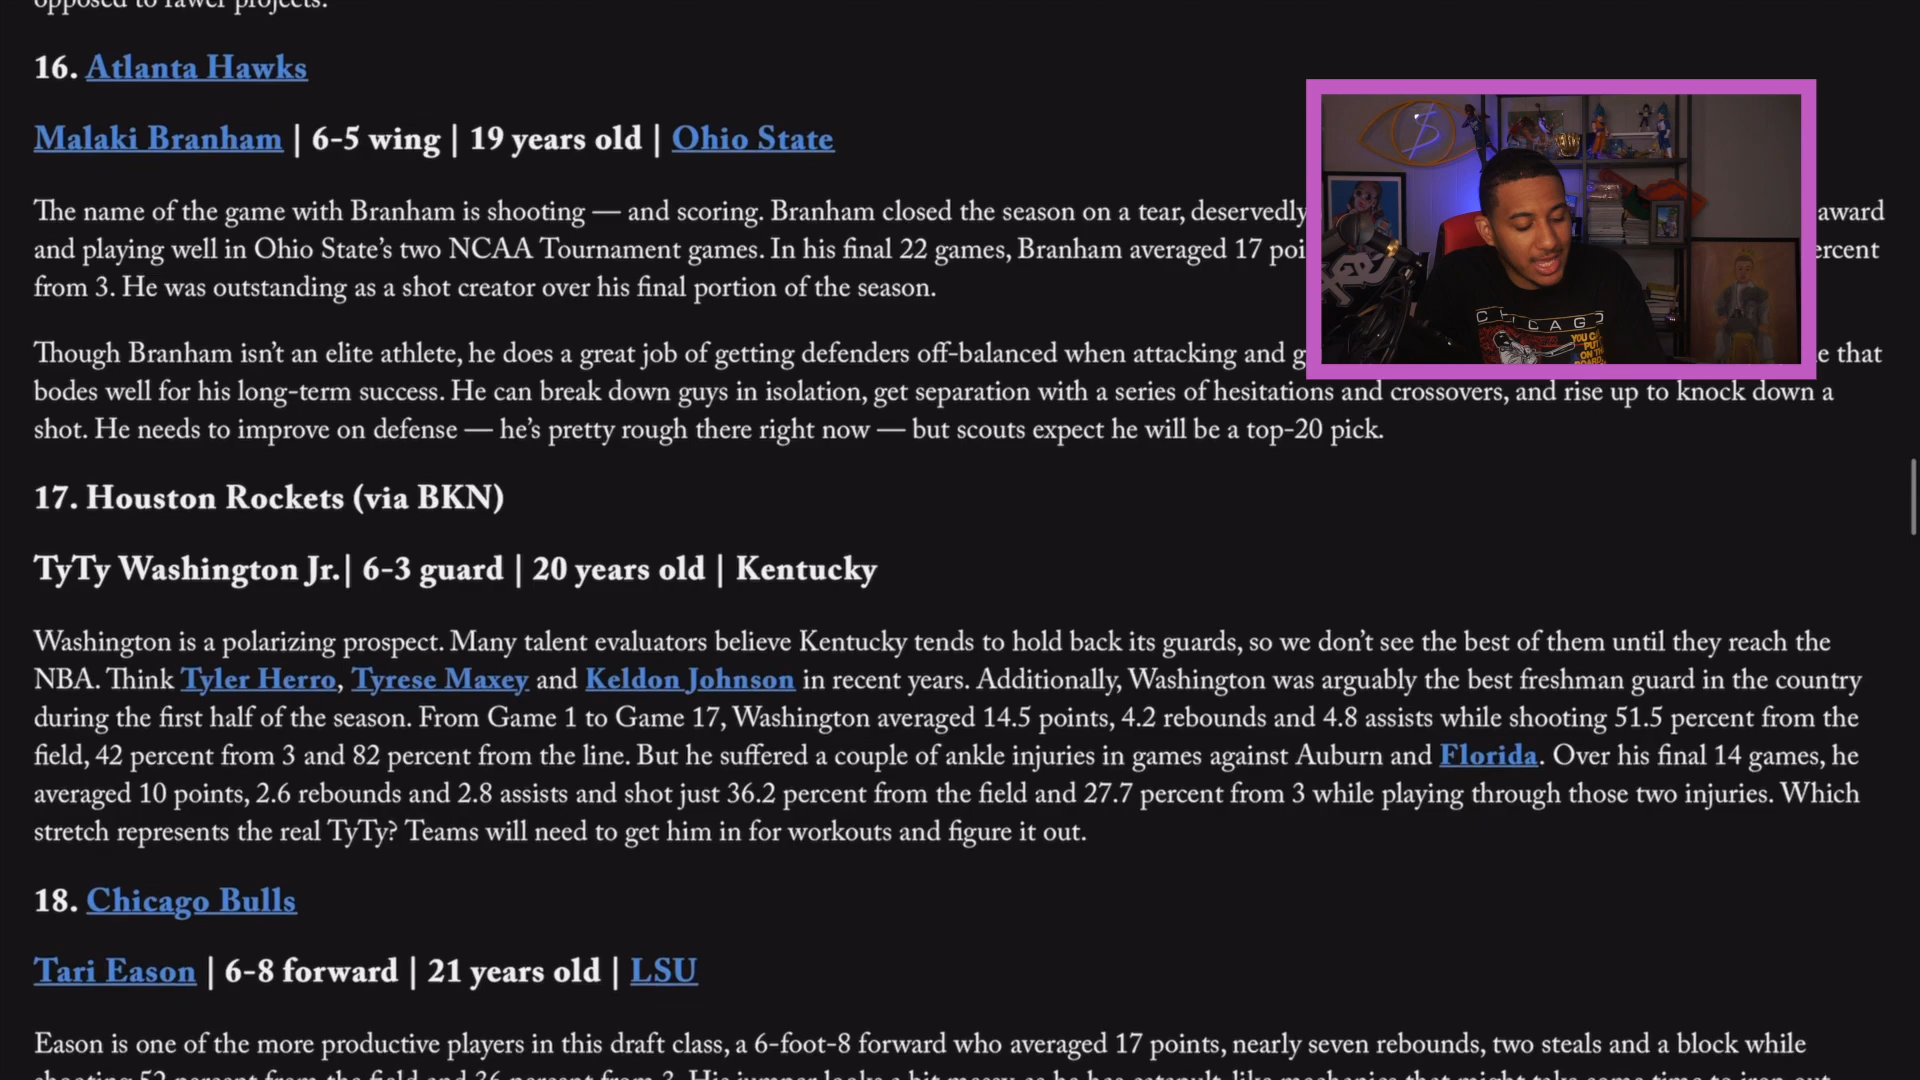 opposed to rawer projects.
16. Atlanta Hawks
Malaki Branham | 6-5 wing | 19 years old | Ohio State
The name of the game with Branham is shooting — and scoring. Branham closed the season on a tear, deservedly award
and playing well in Ohio State’s two NCAA Tournament games. In his final 22 games, Branham averaged 17 poi ercent
from 3. He was outstanding as a shot creator over his final portion of the season.
Though Branham isn’t an elite athlete, he does a great job of getting defenders off-balanced when attacking and g e that
bodes well for his long-term success. He can break down guys in isolation, get separation with a series of hesitations and crossovers, and rise up to knock down a
shot. He needs to improve on defense — he’s pretty rough there right now — but scouts expect he will be a top-20 pick.
17. Houston Rockets (via BKN)
TyTy Washington Jr.| 6-3 guard | 20 years old | Kentucky
Washington is a polarizing prospect. Many talent evaluators believe Kentucky tends to hold back its guards, so we don’t see the best of them until they reach the
NBA. Think Tyler Herro, Tyrese Maxey and Keldon Johnson in recent years. Additionally, Washington was arguably the best freshman guard in the country
during the first half of the season. From Game 1 to Game 17, Washington averaged 14.5 points, 4.2 rebounds and 4.8 assists while shooting 51.5 percent from the
field, 42 percent from 3 and 82 percent from the line. But he suffered a couple of ankle injuries in games against Auburn and Florida. Over his final 14 games, he
averaged 10 points, 2.6 rebounds and 2.8 assists and shot just 36.2 percent from the field and 27.7 percent from 3 while playing through those two injuries. Which
stretch represents the real TyTy? Teams will need to get him in for workouts and figure it out.
18. Chicago Bulls
Tari Eason | 6-8 forward | 21 years old | LSU
Eason is one of the more productive players in this draft class, a 6-foot-8 forward who averaged 17 points, nearly seven rebounds, two steals and a block while
CHICAGO
YOU CAN
PUT
ON THE
BOARD